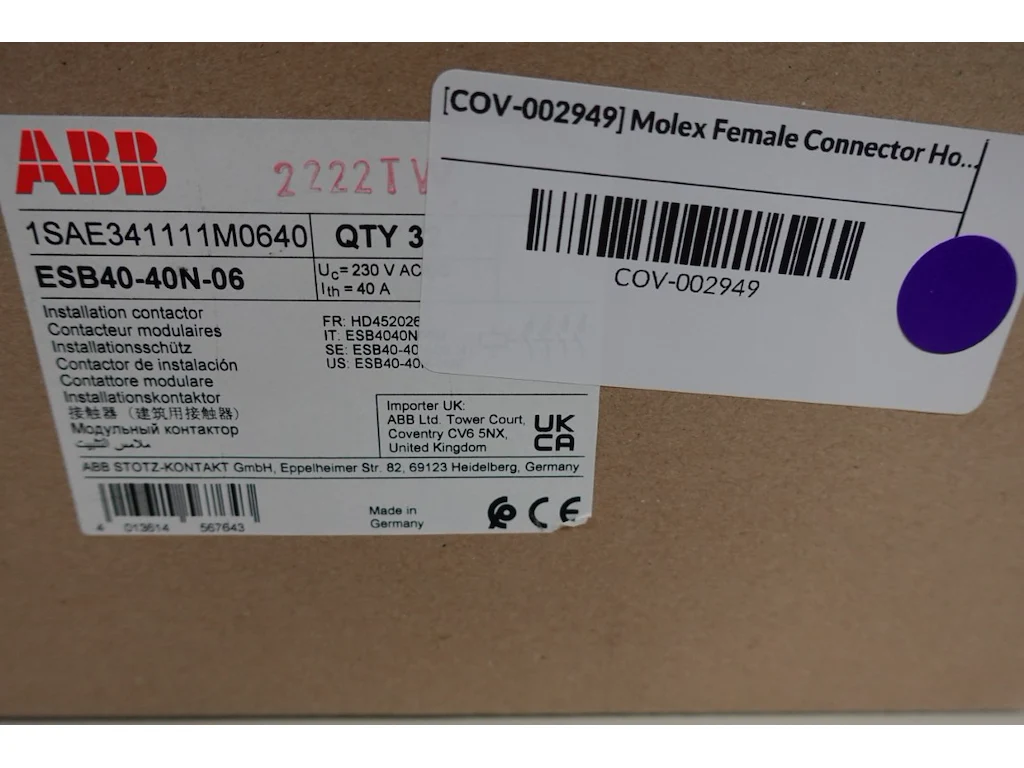 ABB
2222TV
1SAE341111M0640
QTY 3
ESB40-40N-06
Uc= 230 V AC
Ith = 40 A
Installation contactor
Contacteur modulaires
Installationsschütz
Contactor de instalación
Contattore modulare
Installationskontaktor
接触器（建筑用接触器）
Модульный контактор
ملامس التثبيت
FR: HD452026
IT: ESB4040N
SE: ESB40-40
US: ESB40-40
Importer UK:
ABB Ltd. Tower Court,
Coventry CV6 5NX,
United Kingdom
UK
CA
ABB STOTZ-KONTAKT GmbH, Eppelheimer Str. 82, 69123 Heidelberg, Germany
4 013614 567643
Made in
Germany
CE
[COV-002949] Molex Female Connector Ho...
COV-002949